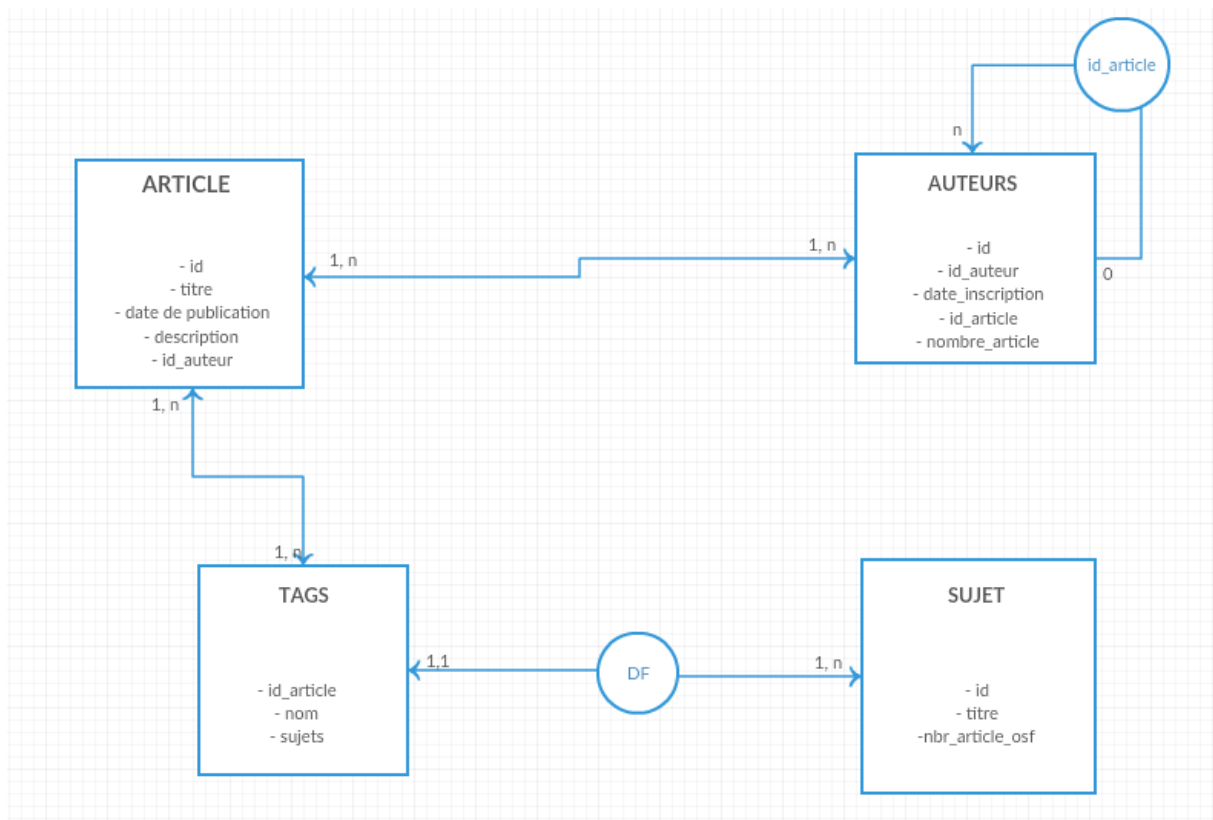 id_article
n
ARTICLE
- id
- titre
- date de publication
- description
- id_auteur
1, n
1, n
AUTEURS
- id
- id_auteur
- date_inscription
- id_article
- nombre_article
0
1, n
1, n
TAGS
- id_article
- nom
- sujets
1,1
DF
1, n
SUJET
- id
- titre
-nbr_article_osf